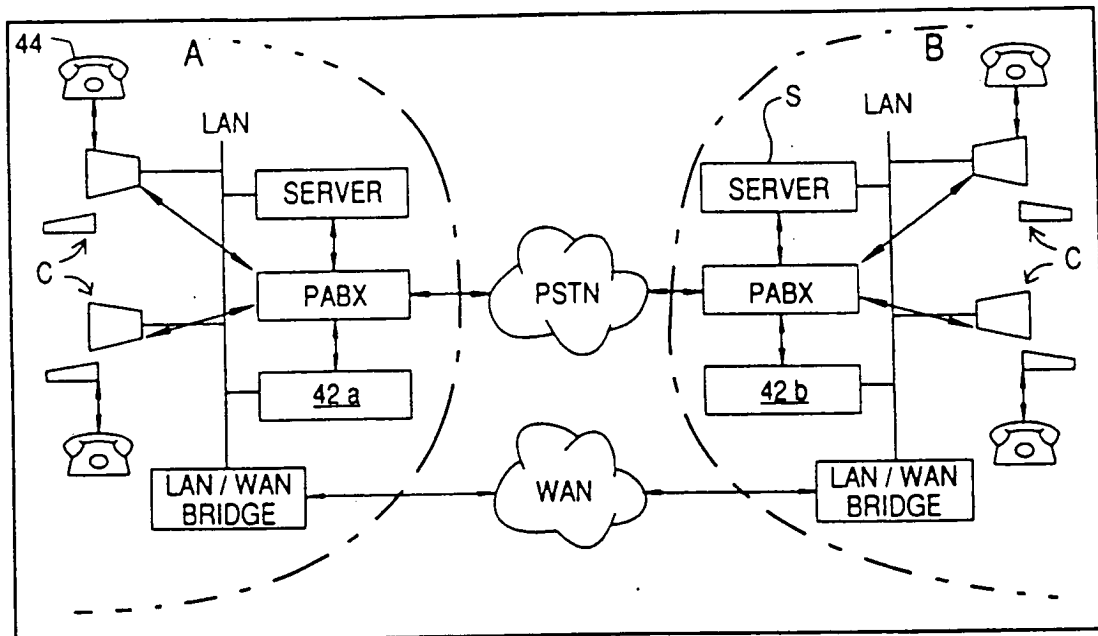 44
A
B
S
LAN
LAN
SERVER
SERVER
C
C
PABX
PSTN
PABX
42 a
42 b
LAN / WAN
BRIDGE
WAN
LAN / WAN
BRIDGE